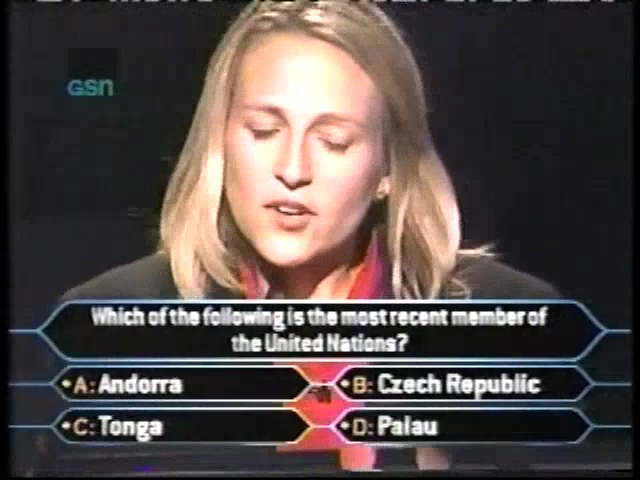 GSN
Which of the following is the most recent member of
the United Nations?
A: Andorra
B: Czech Republic
C: Tonga
D: Palau